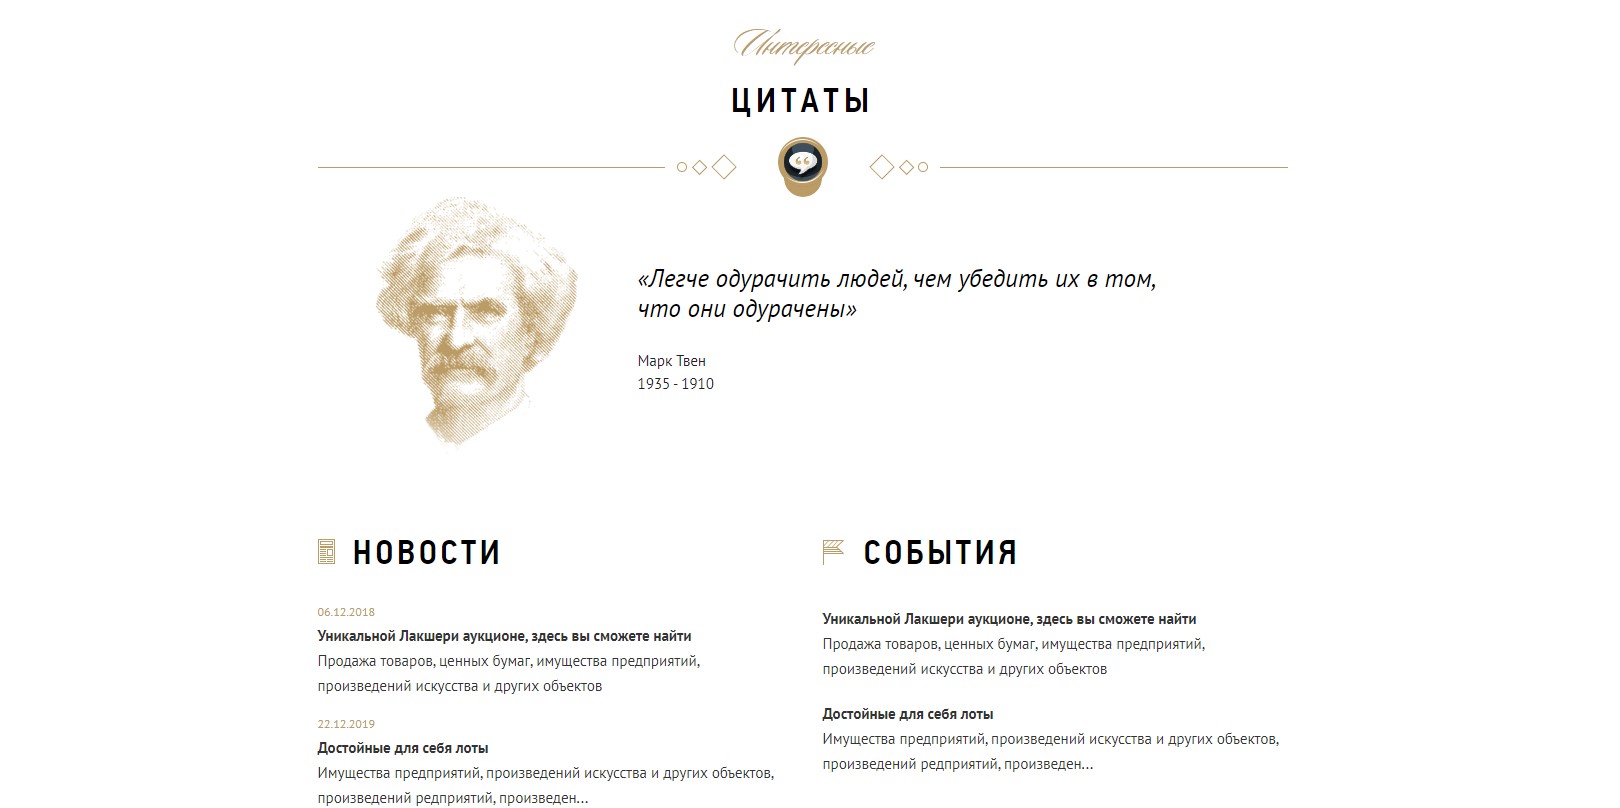 Интересные
ЦИТАТЫ
«Легче одурачить людей, чем убедить их в том,
что они одурачены»
Марк Твен
1935 - 1910
НОВОСТИ
06.12.2018
Уникальной Лакшери аукционе, здесь вы сможете найти
Продажа товаров, ценных бумаг, имущества предприятий,
произведений искусства и других объектов
22.12.2019
Достойные для себя лоты
Имущества предприятий, произведений искусства и других объектов,
произведений редприятий, произведен...
СОБЫТИЯ
Уникальной Лакшери аукционе, здесь вы сможете найти
Продажа товаров, ценных бумаг, имущества предприятий,
произведений искусства и других объектов
Достойные для себя лоты
Имущества предприятий, произведений искусства и других объектов,
произведений редприятий, произведен...